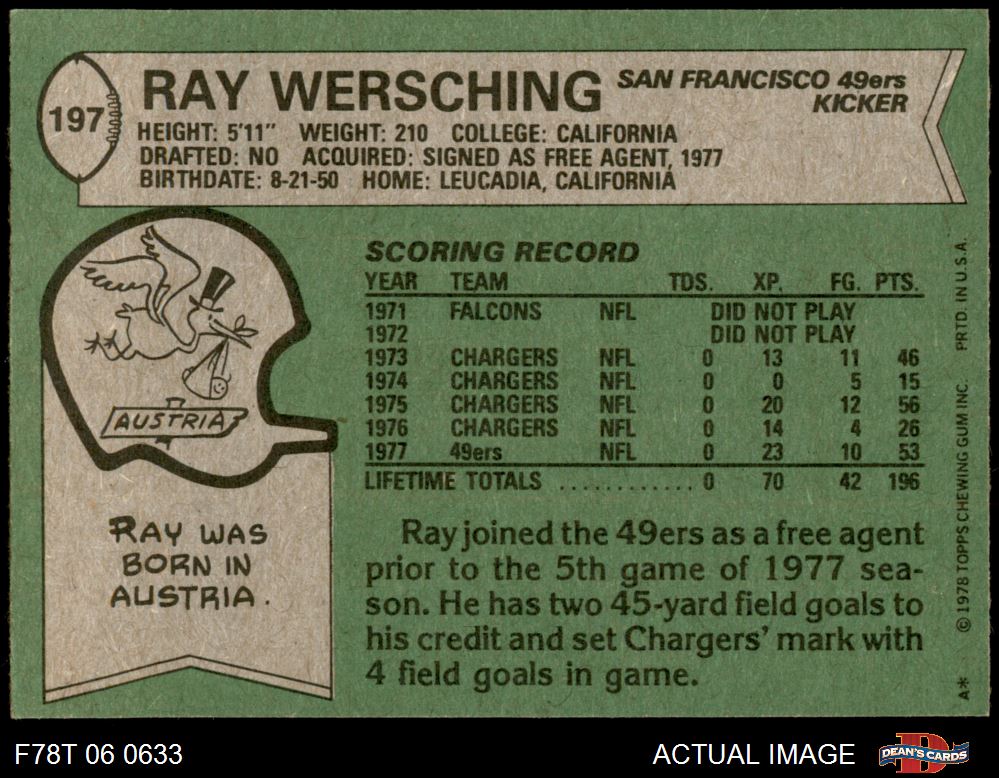 197
RAY WERSCHING SAN FRANCISCO 49ers
KICKER
HEIGHT: 5'11" WEIGHT: 210 COLLEGE: CALIFORNIA
DRAFTED: NO ACQUIRED: SIGNED AS FREE AGENT, 1977
BIRTHDATE: 8-21-50 HOME: LEUCADIA, CALIFORNIA
AUSTRIA
RAY WAS
BORN IN
AUSTRIA.
SCORING RECORD
YEAR TEAM TDS. XP. FG. PTS.
1971 FALCONS NFL DID NOT PLAY
1972 DID NOT PLAY
1973 CHARGERS NFL 0 13 11 46
1974 CHARGERS NFL 0 0 5 15
1975 CHARGERS NFL 0 20 12 56
1976 CHARGERS NFL 0 14 4 26
1977 49ers NFL 0 23 10 53
LIFETIME TOTALS ............ 0 70 42 196
Ray joined the 49ers as a free agent
prior to the 5th game of 1977 sea-
son. He has two 45-yard field goals to
his credit and set Chargers' mark with
4 field goals in game.
A* © 1978 TOPPS CHEWING GUM INC. PRTD. IN U.S.A.
F78T 06 0633 ACTUAL IMAGE D DEAN'S CARDS